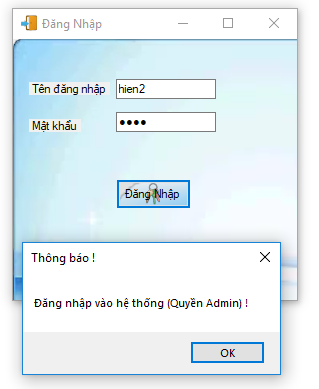 Đăng Nhập
Tên đăng nhập hien2
Mật khẩu ••••
Đăng Nhập
Thông báo !
Đăng nhập vào hệ thống (Quyền Admin) !
OK